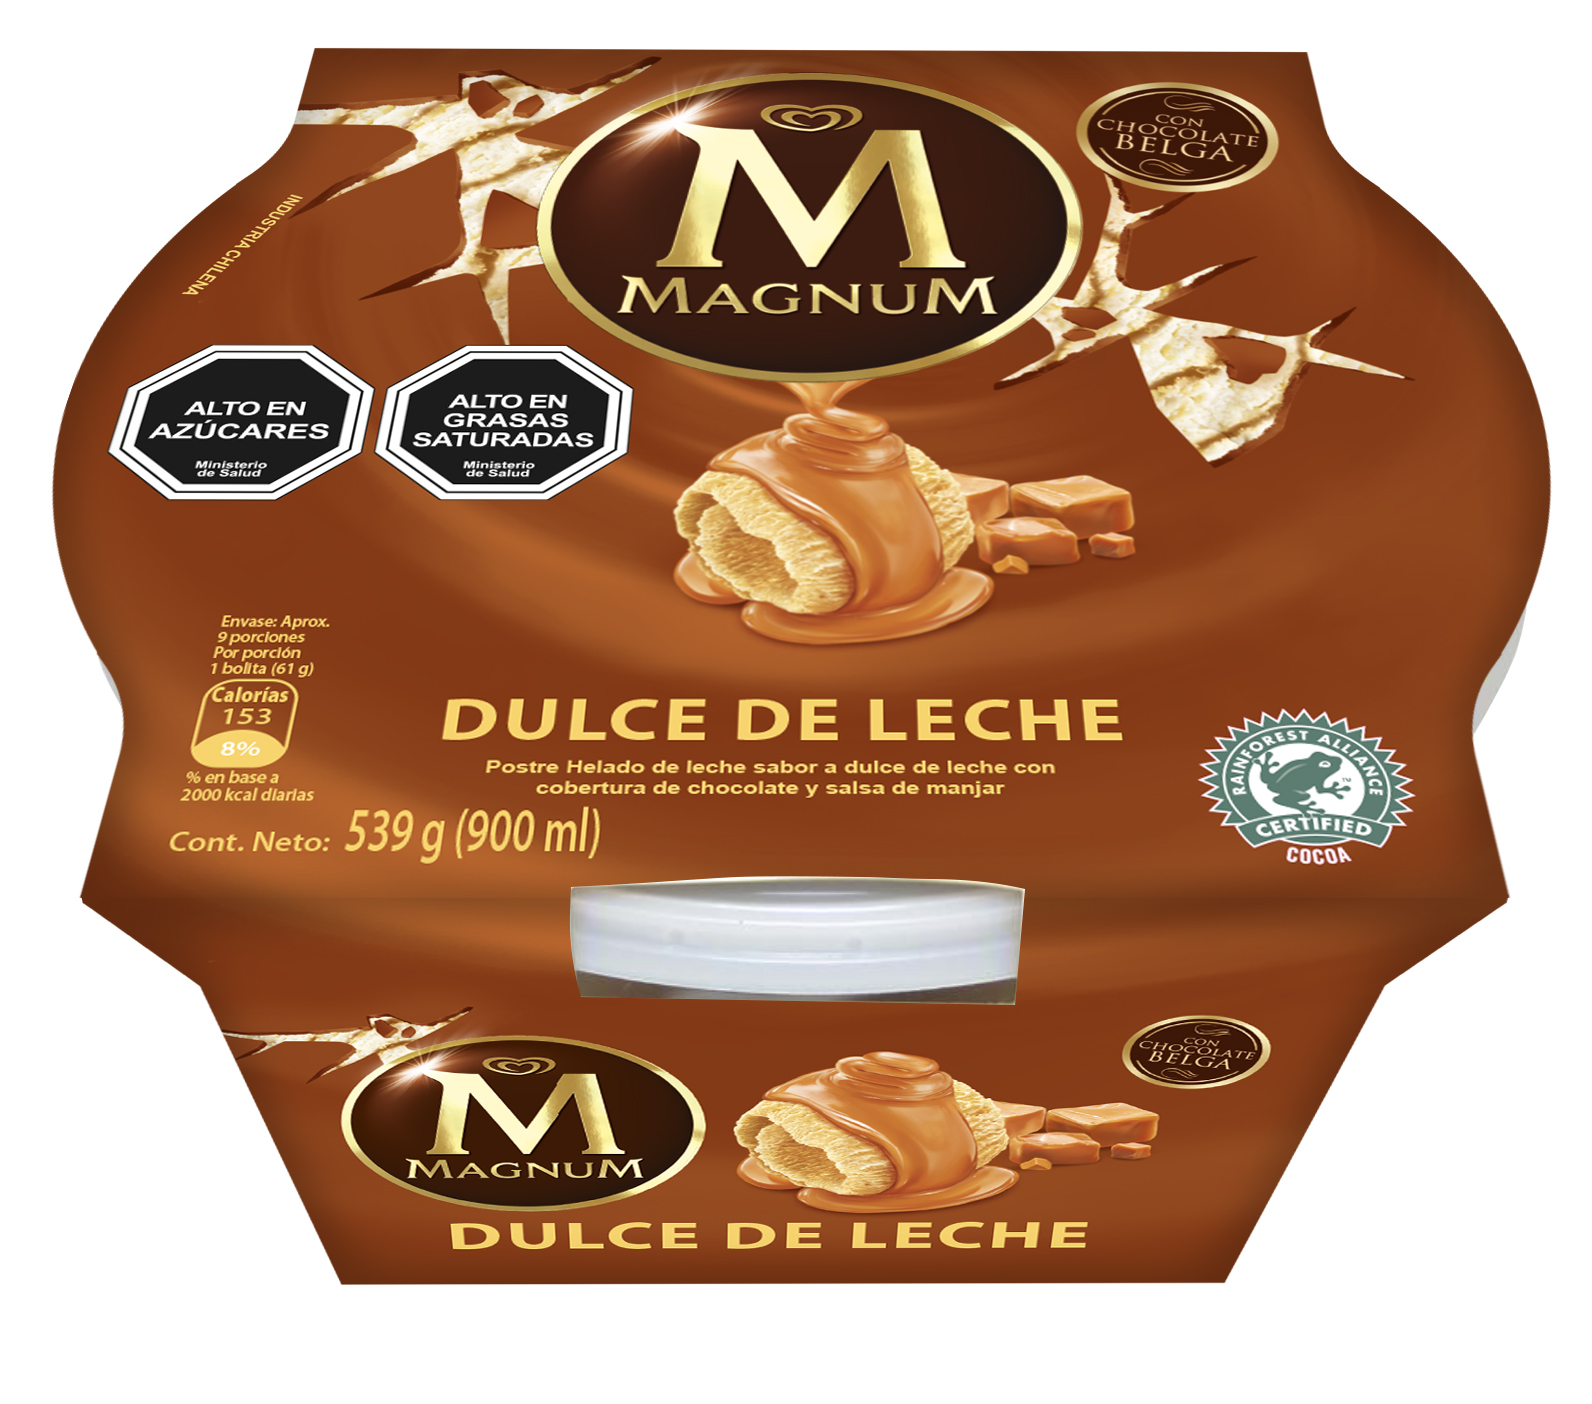 M
MAGNUM
CON
CHOCOLATE
BELGA
INDUSTRIA CHILENA
ALTO EN
AZÚCARES
Ministerio
de Salud
ALTO EN
GRASAS
SATURADAS
Ministerio
de Salud
Envase: Aprox.
9 porciones
Por porción
1 bolita (61 g)
Calorías
153
8%
% en base a
2000 kcal diarias
Cont. Neto: 539 g (900 ml)
DULCE DE LECHE
Postre Helado de leche sabor a dulce de leche con
cobertura de chocolate y salsa de manjar
RAINFOREST ALLIANCE
TM
CERTIFIED
COCOA
M
MAGNUM
CON
CHOCOLATE
BELGA
DULCE DE LECHE